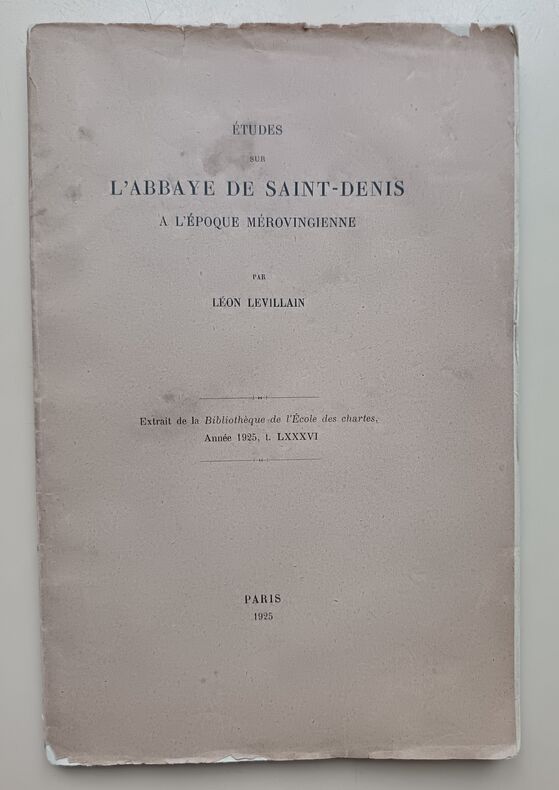 ÉTUDES
SUR
L'ABBAYE DE SAINT-DENIS
A L'ÉPOQUE MÉROVINGIENNE
PAR
LÉON LEVILLAIN
Extrait de la Bibliothèque de l'École des chartes,
Année 1925, t. LXXXVI
PARIS
1925